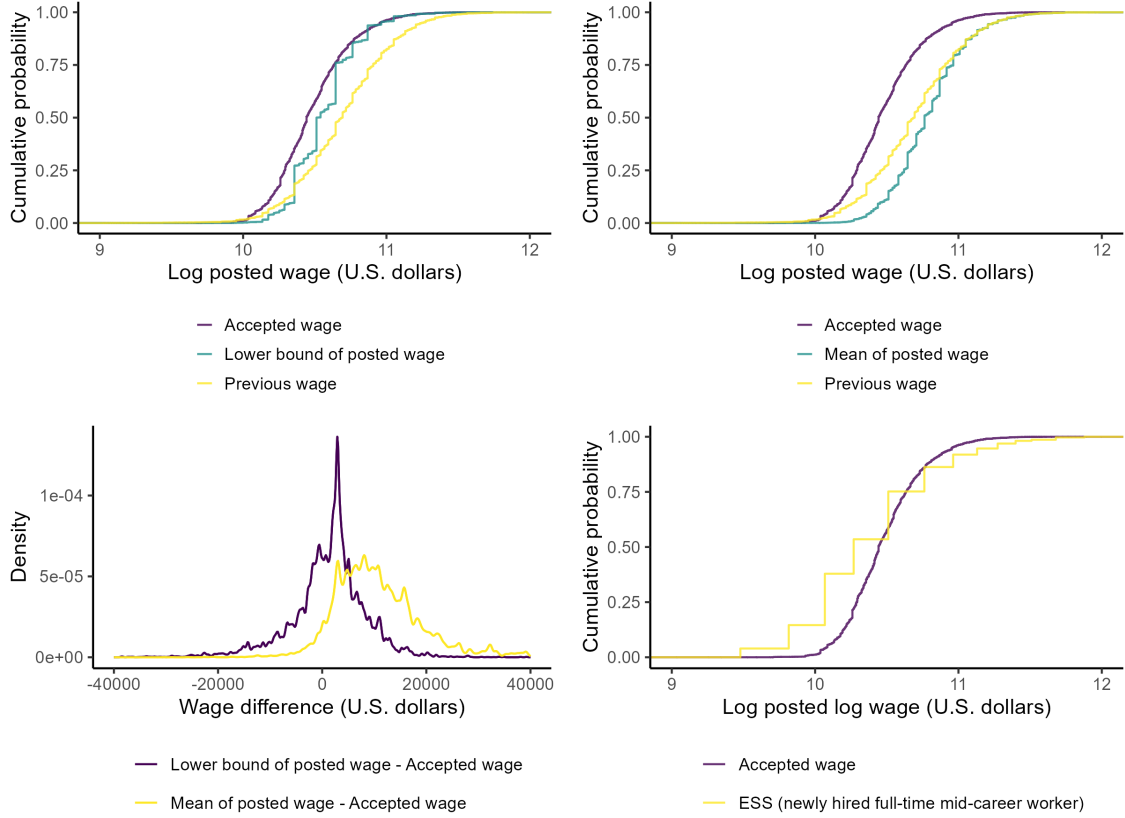 Cumulative probability
1.00
0.75
0.50
0.25
0.00
9
10
11
12
Log posted wage (U.S. dollars)
Accepted wage
Lower bound of posted wage
Previous wage
Cumulative probability
1.00
0.75
0.50
0.25
0.00
9
10
11
12
Log posted wage (U.S. dollars)
Accepted wage
Mean of posted wage
Previous wage
Density
1e-04
5e-05
0e+00
-40000
-20000
0
20000
40000
Wage difference (U.S. dollars)
Lower bound of posted wage - Accepted wage
Mean of posted wage - Accepted wage
Cumulative probability
1.00
0.75
0.50
0.25
0.00
9
10
11
12
Log posted log wage (U.S. dollars)
Accepted wage
ESS (newly hired full-time mid-career worker)